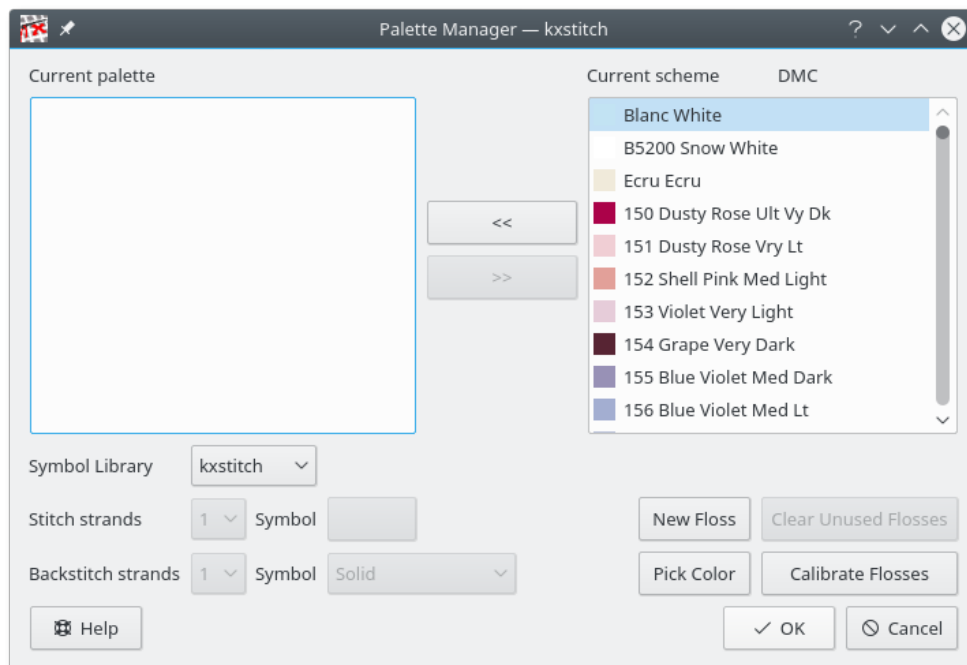 Palette Manager — kxstitch
Current palette
Current scheme DMC
Blanc White
B5200 Snow White
Ecru Ecru
150 Dusty Rose Ult Vy Dk
151 Dusty Rose Vry Lt
152 Shell Pink Med Light
153 Violet Very Light
154 Grape Very Dark
155 Blue Violet Med Dark
156 Blue Violet Med Lt
<<
>>
Symbol Library kxstitch
Stitch strands 1 Symbol
New Floss Clear Unused Flosses
Backstitch strands 1 Symbol Solid
Pick Color Calibrate Flosses
Help OK Cancel